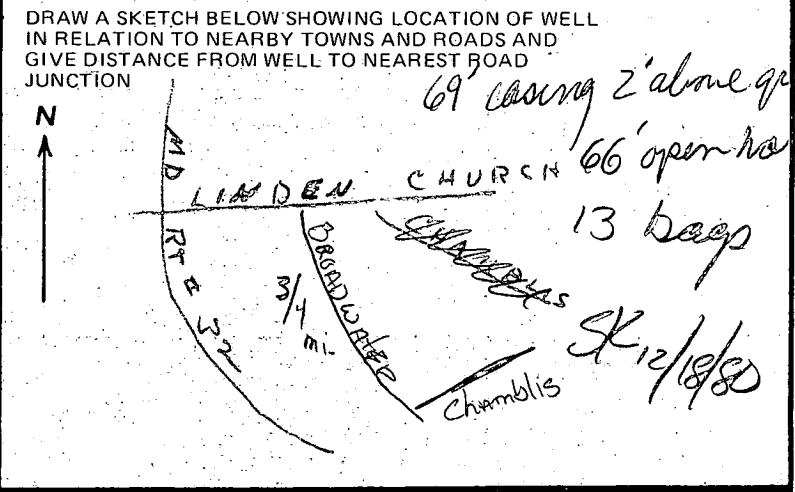 DRAW A SKETCH BELOW SHOWING LOCATION OF WELL
IN RELATION TO NEARBY TOWNS AND ROADS AND
GIVE DISTANCE FROM WELL TO NEAREST ROAD
JUNCTION
69' casing 2' above gr
N
66' open ho
MD RT # 32
LINDEN CHURCH
13 bags
BROADWATER
3/4 mi.
SK 12/18/80
Chamblis